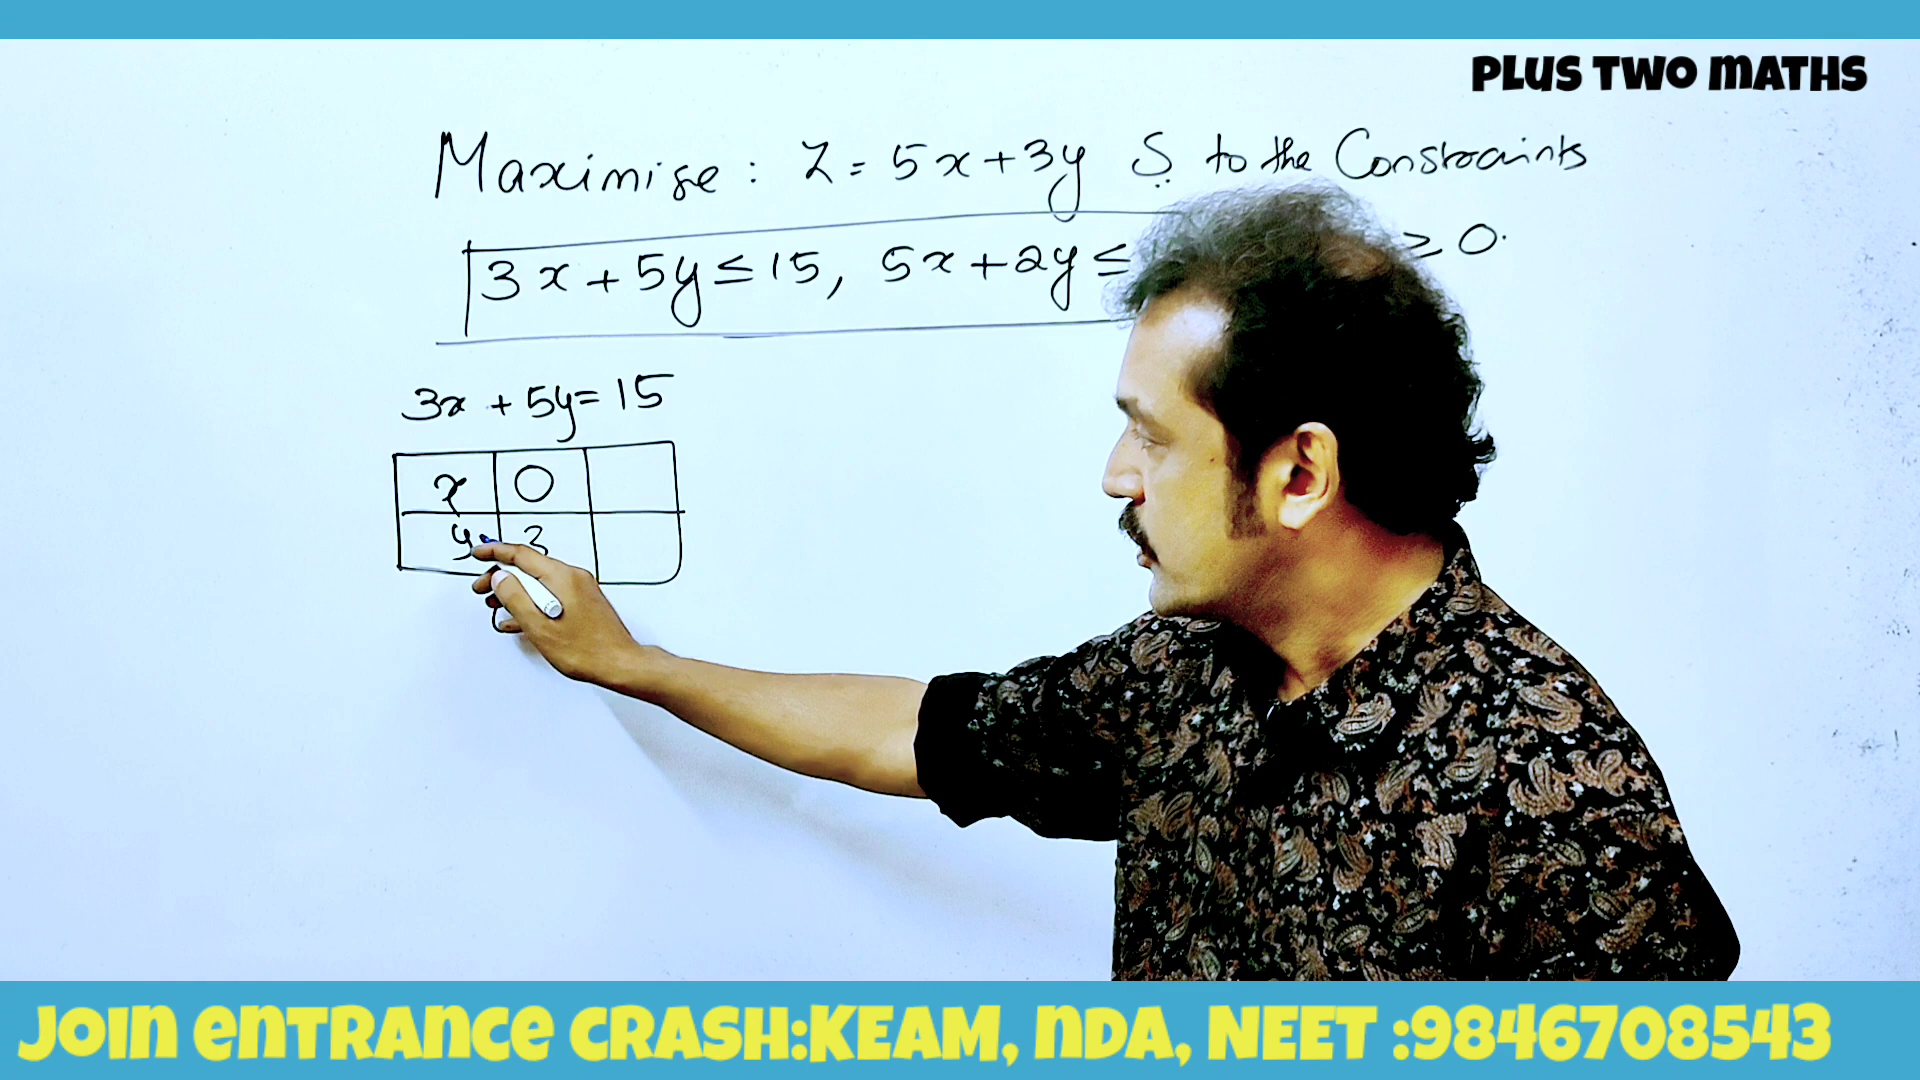 PLUS TWO MATHS
Maximise : Z = 5x + 3y S to the Constraints
3x + 5y ≤ 15, 5x + 2y ≤ ≥ 0.
3x + 5y = 15
x 0
y 3
JOIN ENTRANCE CRASH:KEAM, NDA, NEET :9846708543